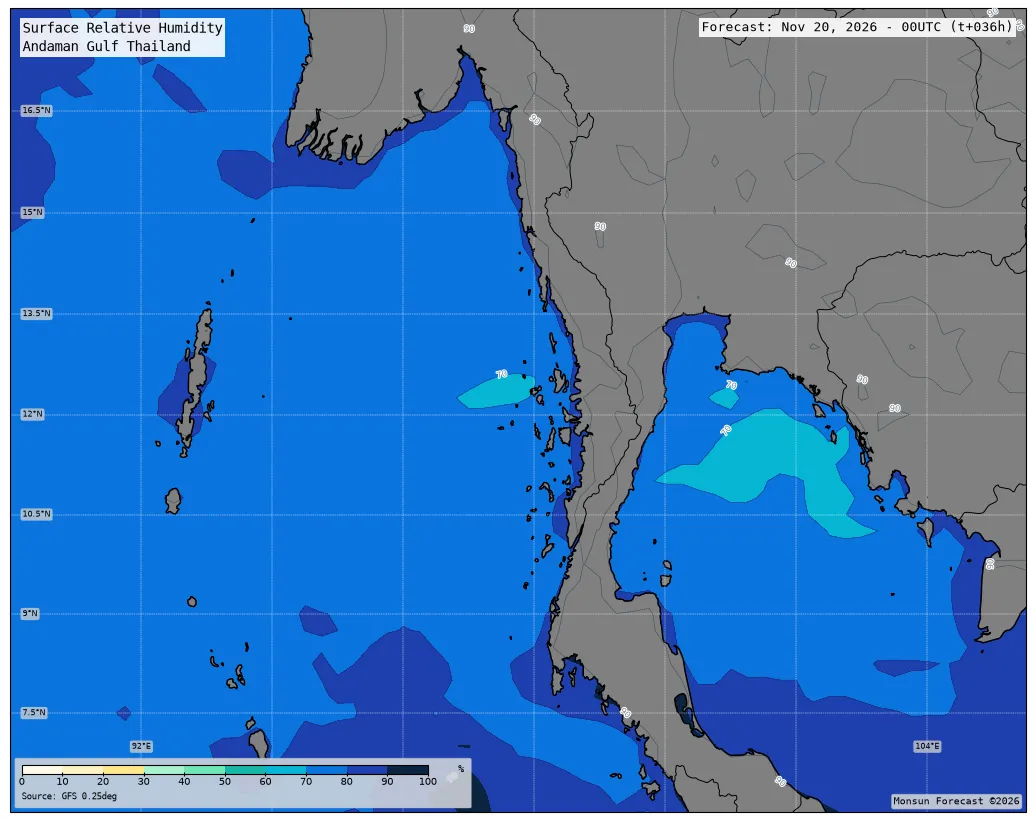 Surface Relative Humidity
Andaman Gulf Thailand
Forecast: Nov 20, 2026 - 00UTC (t+036h)
90
90
16.5°N
90
15°N
90
90
13.5°N
70
70
90
12°N
90
70
10.5°N
90
9°N
7.5°N
90
92°E
104°E
0 10 20 30 40 50 60 70 80 90 100 %
90
Source: GFS 0.25deg
Monsun Forecast ©2026